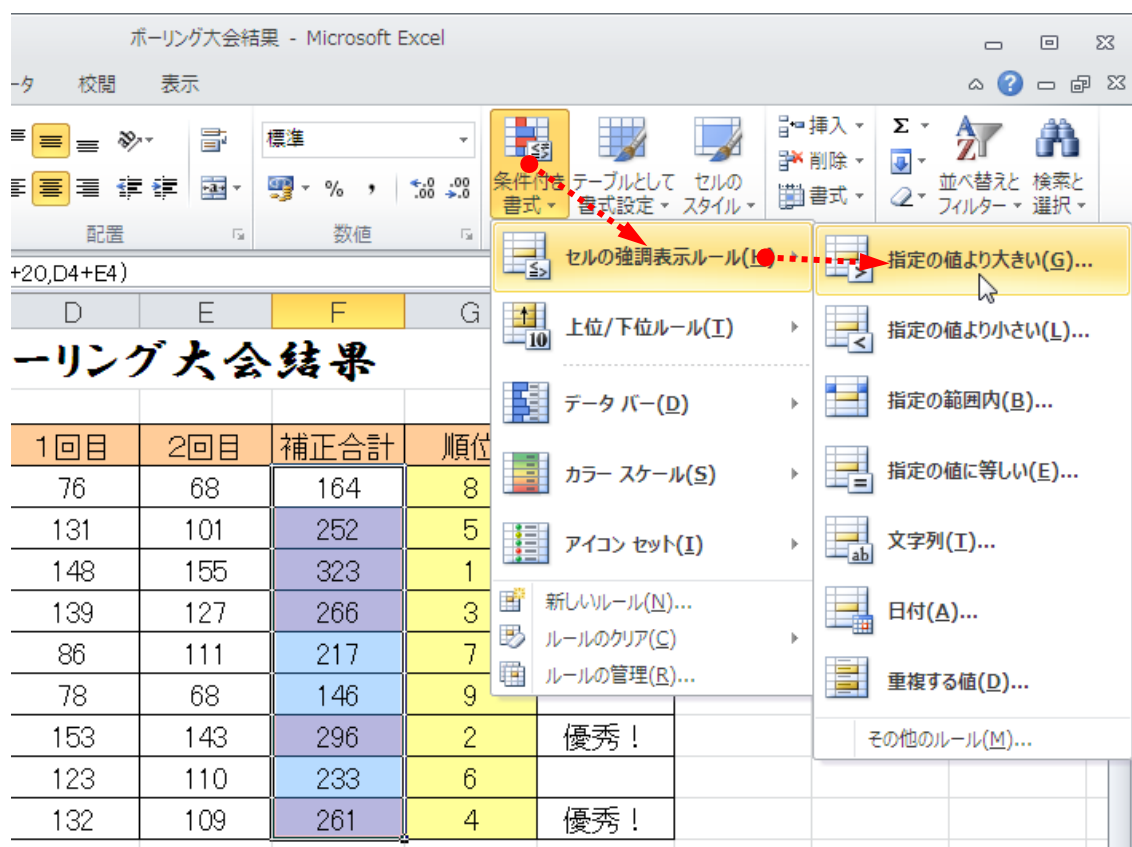 ボーリング大会結果 - Microsoft Excel
ータ 校閲 表示
標準
条件付き書式
テーブルとして書式設定
セルのスタイル
挿入
削除
書式
Σ
並べ替えとフィルター
検索と選択
配置 数値
+20,D4+E4)
セルの強調表示ルール(H)
上位/下位ルール(T)
データ バー(D)
カラー スケール(S)
アイコン セット(I)
新しいルール(N)...
ルールのクリア(C)
ルールの管理(R)...
指定の値より大きい(G)...
指定の値より小さい(L)...
指定の範囲内(B)...
指定の値に等しい(E)...
文字列(T)...
日付(A)...
重複する値(D)...
その他のルール(M)...
D E F G
ーリング大会結果
1回目 2回目 補正合計 順位
76 68 164 8
131 101 252 5
148 155 323 1
139 127 266 3
86 111 217 7
78 68 146 9
153 143 296 2 優秀！
123 110 233 6
132 109 261 4 優秀！